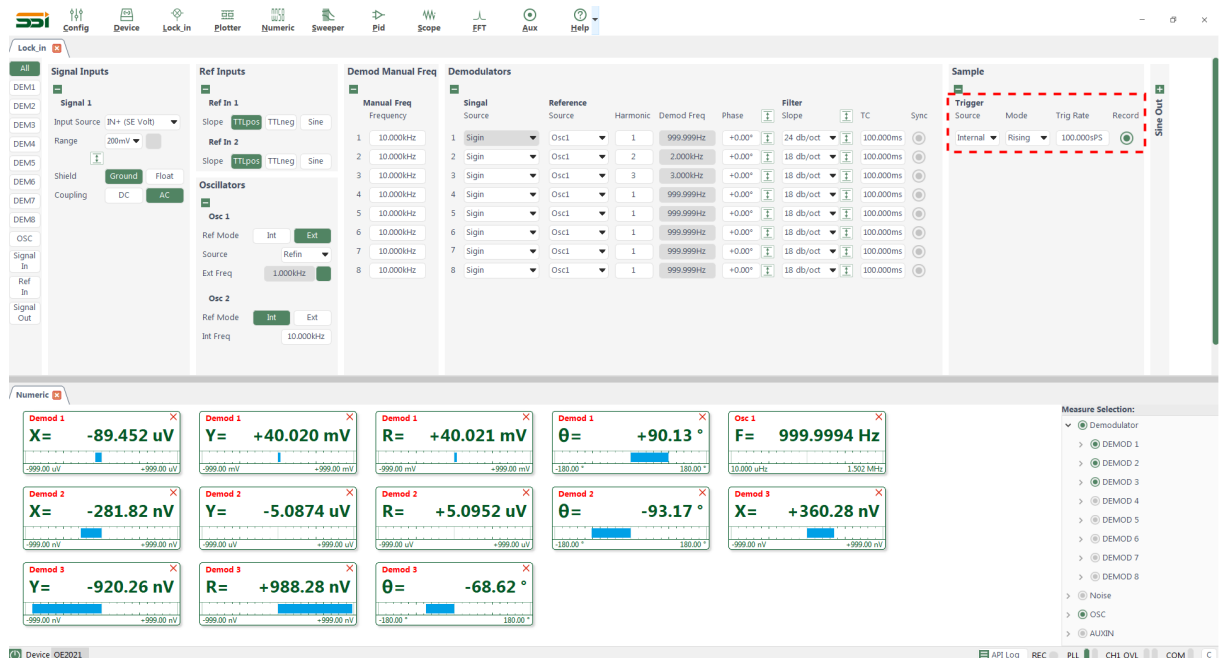 SSI
Config Device Lock_in Plotter Numeric Sweeper Pid Scope FFT Aux Help
Lock_in
All
DEM1
DEM2
DEM3
DEM4
DEM5
DEM6
DEM7
DEM8
OSC
Signal
In
Ref
In
Signal
Out
Signal Inputs
Signal 1
Input Source IN+ (SE Volt)
Range 200mV
Shield Ground Float
Coupling DC AC
Ref Inputs
Ref In 1
Slope TTLpos TTLneg Sine
Ref In 2
Slope TTLpos TTLneg Sine
Oscillators
Osc 1
Ref Mode Int Ext
Source Refin
Ext Freq 1.000kHz
Osc 2
Ref Mode Int Ext
Int Freq 10.000kHz
Demod Manual Freq
Manual Freq
Frequency
1 10.000kHz
2 10.000kHz
3 10.000kHz
4 10.000kHz
5 10.000kHz
6 10.000kHz
7 10.000kHz
8 10.000kHz
Demodulators
Singal Reference Filter
Source Source Harmonic Demod Freq Phase Slope TC Sync
1 Sigin Osc1 1 999.999Hz +0.00° 24 db/oct 100.000ms
2 Sigin Osc1 2 2.000kHz +0.00° 18 db/oct 100.000ms
3 Sigin Osc1 3 3.000kHz +0.00° 18 db/oct 100.000ms
4 Sigin Osc1 1 999.999Hz +0.00° 18 db/oct 100.000ms
5 Sigin Osc1 1 999.999Hz +0.00° 18 db/oct 100.000ms
6 Sigin Osc1 1 999.999Hz +0.00° 18 db/oct 100.000ms
7 Sigin Osc1 1 999.999Hz +0.00° 18 db/oct 100.000ms
8 Sigin Osc1 1 999.999Hz +0.00° 18 db/oct 100.000ms
Sample
Trigger
Source Mode Trig Rate Record
Internal Rising 100.000sPS
Sine Out
Numeric
Demod 1
X= -89.452 uV
-999.00 uV +999.00 uV
Demod 1
Y= +40.020 mV
-999.00 mV +999.00 mV
Demod 1
R= +40.021 mV
-999.00 mV +999.00 mV
Demod 1
θ= +90.13 °
-180.00 ° 180.00 °
Osc 1
F= 999.9994 Hz
10.000 uHz 1.502 MHz
Demod 2
X= -281.82 nV
-999.00 nV +999.00 nV
Demod 2
Y= -5.0874 uV
-999.00 uV +999.00 uV
Demod 2
R= +5.0952 uV
-999.00 uV +999.00 uV
Demod 2
θ= -93.17 °
-180.00 ° 180.00 °
Demod 3
X= +360.28 nV
-999.00 nV +999.00 nV
Demod 3
Y= -920.26 nV
-999.00 nV +999.00 nV
Demod 3
R= +988.28 nV
-999.00 nV +999.00 nV
Demod 3
θ= -68.62 °
-180.00 ° 180.00 °
Measure Selection:
Demodulator
DEMOD 1
DEMOD 2
DEMOD 3
DEMOD 4
DEMOD 5
DEMOD 6
DEMOD 7
DEMOD 8
Noise
OSC
AUXIN
Device OE2021
API Log REC PLL CH1 OVL COM C